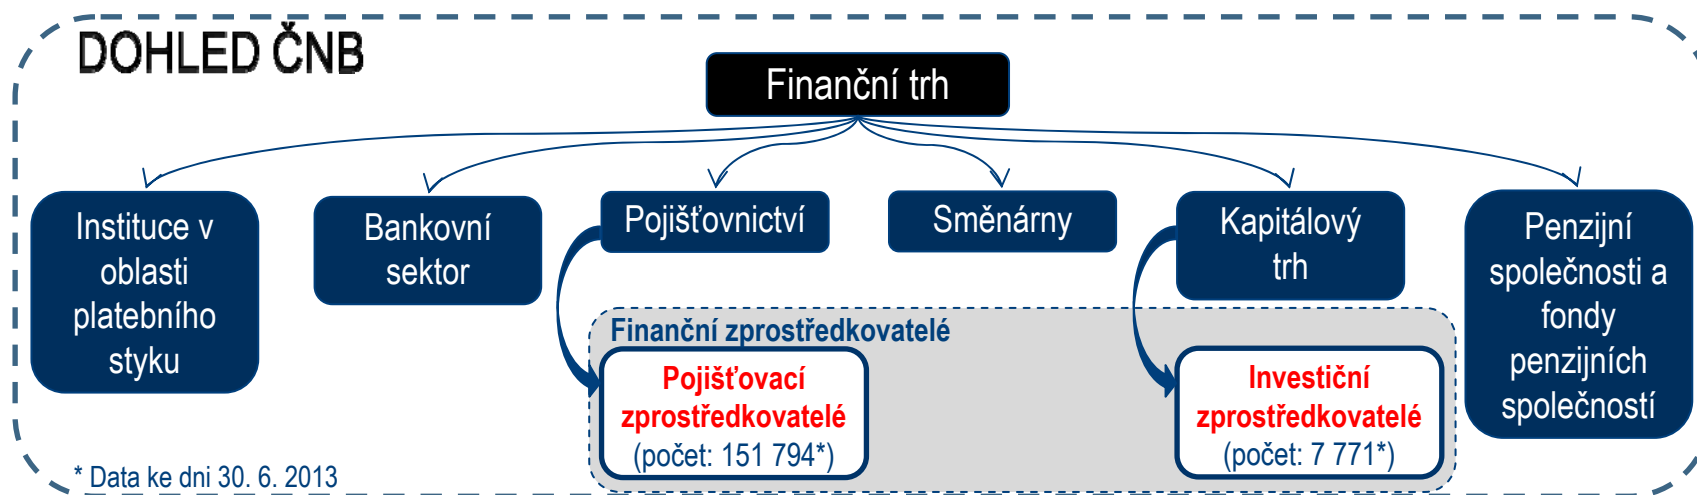 DOHLED ČNB
Finanční trh
Instituce v
oblasti
platebního
styku
Bankovní
sektor
Pojišťovnictví
Směnárny
Kapitálový
trh
Penzijní
společnosti a
fondy
penzijních
společností
Finanční zprostředkovatelé
Pojišťovací
zprostředkovatelé
(počet: 151 794*)
Investiční
zprostředkovatelé
(počet: 7 771*)
* Data ke dni 30. 6. 2013